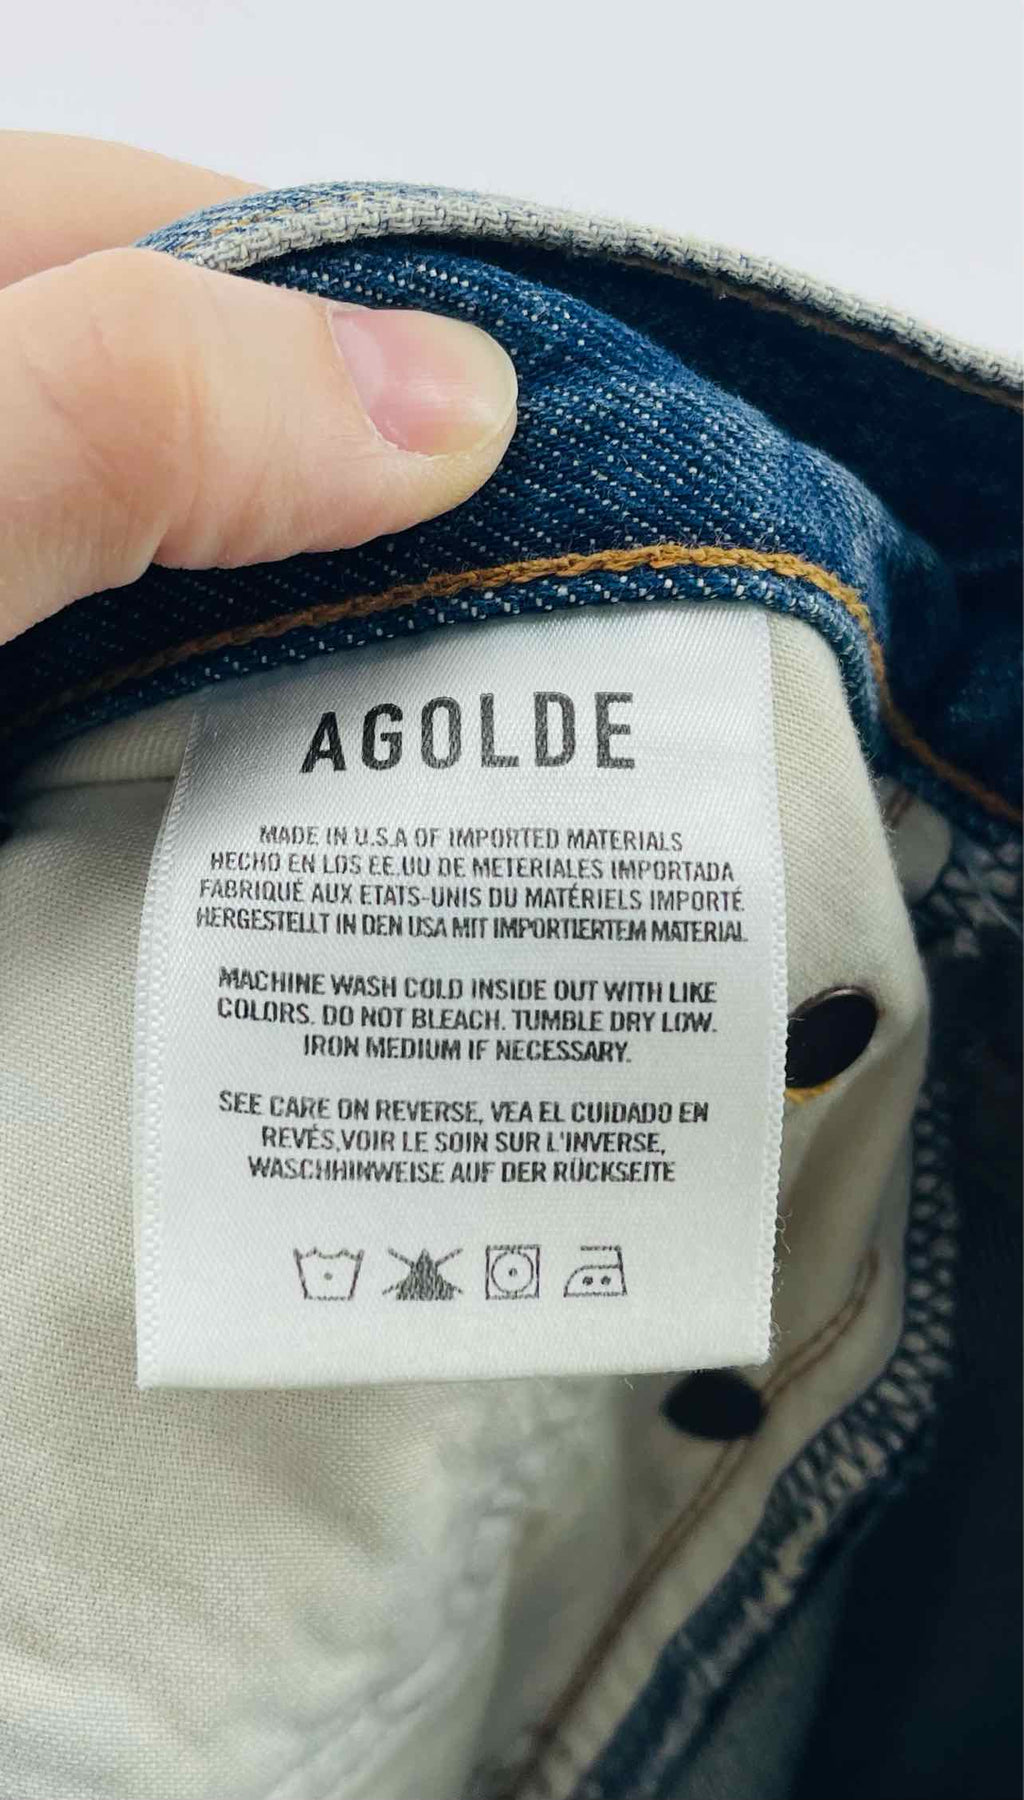 AGOLDE
MADE IN U.S.A OF IMPORTED MATERIALS
HECHO EN LOS EE.UU DE METERIALES IMPORTADA
FABRIQUÉ AUX ETATS-UNIS DU MATÉRIELS IMPORTÉ
HERGESTELLT IN DEN USA MIT IMPORTIERTEM MATERIAL
MACHINE WASH COLD INSIDE OUT WITH LIKE
COLORS. DO NOT BLEACH. TUMBLE DRY LOW.
IRON MEDIUM IF NECESSARY.
SEE CARE ON REVERSE, VEA EL CUIDADO EN
REVÉS,VOIR LE SOIN SUR L'INVERSE,
WASCHHINWEISE AUF DER RÜCKSEITE